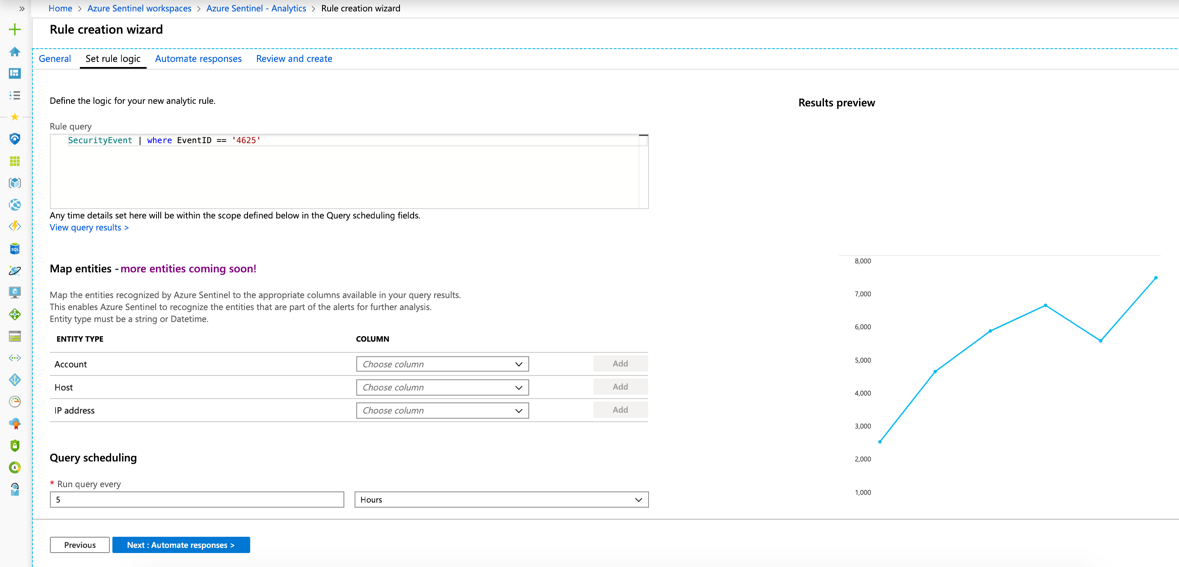 Home > Azure Sentinel workspaces > Azure Sentinel - Analytics > Rule creation wizard
Rule creation wizard
General Set rule logic Automate responses Review and create
Define the logic for your new analytic rule.
Rule query
SecurityEvent | where EventID == '4625'
Any time details set here will be within the scope defined below in the Query scheduling fields.
View query results >
Map entities - more entities coming soon!
Map the entities recognized by Azure Sentinel to the appropriate columns available in your query results.
This enables Azure Sentinel to recognize the entities that are part of the alerts for further analysis.
Entity type must be a string or Datetime.
ENTITY TYPE COLUMN
Account Choose column Add
Host Choose column Add
IP address Choose column Add
Query scheduling
* Run query every
5 Hours
Previous Next : Automate responses >
Results preview
8,000
7,000
6,000
5,000
4,000
3,000
2,000
1,000